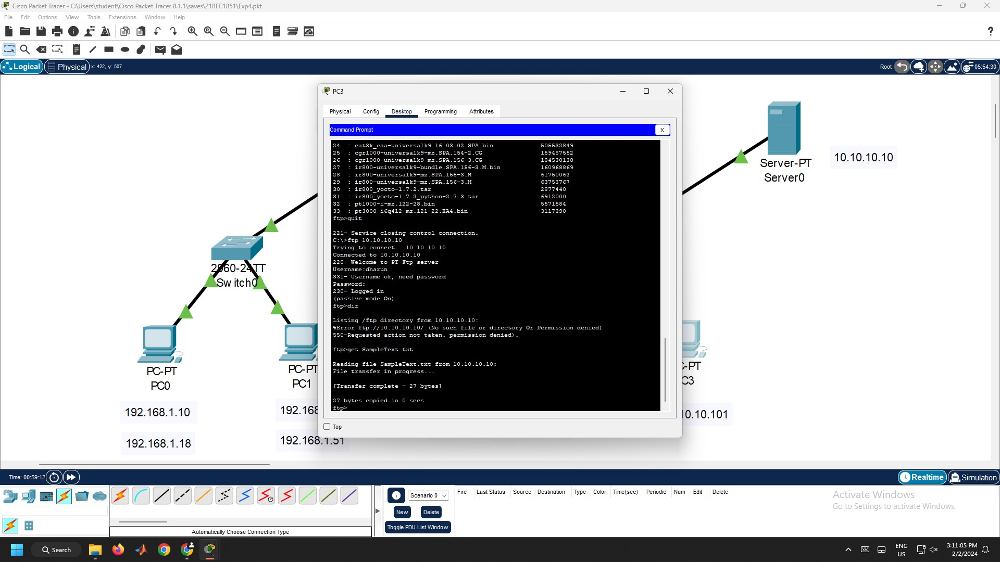 Cisco Packet Tracer - C:\Users\student\Cisco Packet Tracer 8.1.1\saves\21BEC1851\Exp4.pkt
File Edit Options View Tools Extensions Window Help
?
Logical Physical x: 422, y: 507 Root 05:54:30
PC3
Physical Config Desktop Programming Attributes
Command Prompt X
24 : cat3k_caa-universalk9.16.03.02.SPA.bin 505532849
25 : cgr1000-universalk9-mz.SPA.154-2.CG 159487552
26 : cgr1000-universalk9-mz.SPA.156-3.CG 184530138
27 : ir800-universalk9-bundle.SPA.156-3.M.bin 160968869
28 : ir800-universalk9-mz.SPA.155-3.M 61750062
29 : ir800-universalk9-mz.SPA.156-3.M 63753767
30 : ir800_yocto-1.7.2.tar 2877440
31 : ir800_yocto-1.7.2_python-2.7.3.tar 6912000
32 : pt1000-i-mz.122-28.bin 5571584
33 : pt3000-i6q4l2-mz.121-22.EA4.bin 3117390
ftp>quit
221- Service closing control connection.
C:\>ftp 10.10.10.10
Trying to connect...10.10.10.10
Connected to 10.10.10.10
220- Welcome to PT Ftp server
Username:dharun
331- Username ok, need password
Password:
230- Logged in
(passive mode On)
ftp>dir
Listing /ftp directory from 10.10.10.10:
%Error ftp://10.10.10.10/ (No such file or directory Or Permission denied)
550-Requested action not taken. permission denied).
ftp>get SampleText.txt
Reading file SampleText.txt from 10.10.10.10:
File transfer in progress...
[Transfer complete - 27 bytes]
27 bytes copied in 0 secs
ftp>
Top
Server-PT
Server0
10.10.10.10
2960-24TT
Switch0
PC-PT
PC0
192.168.1.10
192.168.1.18
PC-PT
PC1
192.168
192.168.1.51
C-PT
C3
10.10.101
Time: 00:59:12 Realtime Simulation
Automatically Choose Connection Type
Scenario 0
New Delete
Toggle PDU List Window
Fire Last Status Source Destination Type Color Time(sec) Periodic Num Edit Delete
Activate Windows
Go to Settings to activate Windows.
Search
ENG
US
3:11:05 PM
2/2/2024